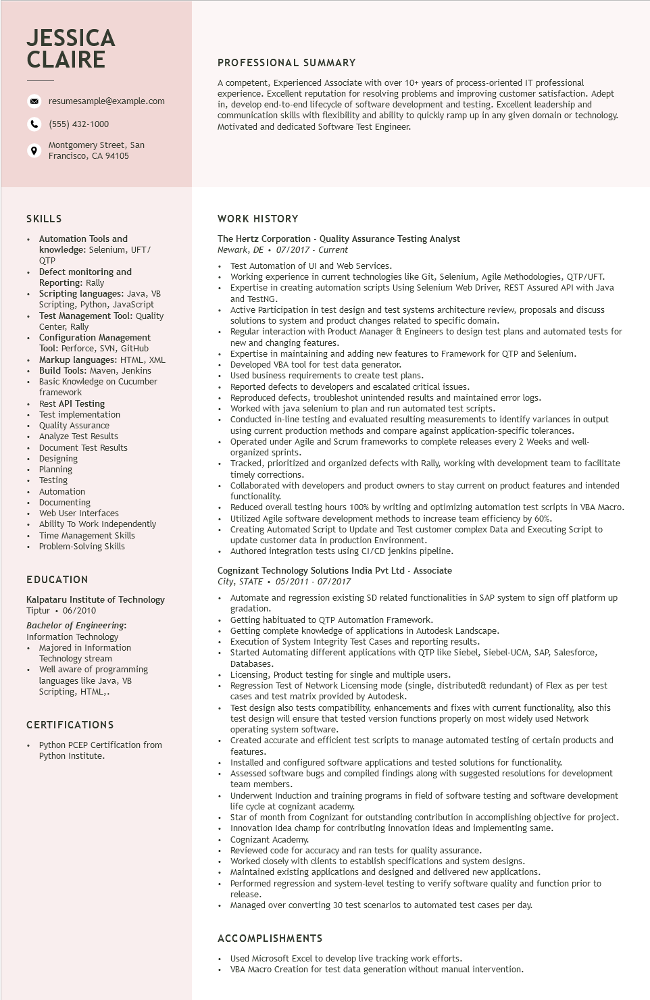 JESSICA
CLAIRE
resumesample@example.com
(555) 432-1000
Montgomery Street, San
Francisco, CA 94105
PROFESSIONAL SUMMARY
A competent, Experienced Associate with over 10+ years of process-oriented IT professional
experience. Excellent reputation for resolving problems and improving customer satisfaction. Adept
in, develop end-to-end lifecycle of software development and testing. Excellent leadership and
communication skills with flexibility and ability to quickly ramp up in any given domain or technology.
Motivated and dedicated Software Test Engineer.
SKILLS
• Automation Tools and
knowledge: Selenium, UFT/
QTP
• Defect monitoring and
Reporting: Rally
• Scripting languages: Java, VB
Scripting, Python, JavaScript
• Test Management Tool: Quality
Center, Rally
• Configuration Management
Tool: Perforce, SVN, GitHub
• Markup languages: HTML, XML
• Build Tools: Maven, Jenkins
• Basic Knowledge on Cucumber
framework
• Rest API Testing
• Test implementation
• Quality Assurance
• Analyze Test Results
• Document Test Results
• Designing
• Planning
• Testing
• Automation
• Documenting
• Web User Interfaces
• Ability To Work Independently
• Time Management Skills
• Problem-Solving Skills
EDUCATION
Kalpataru Institute of Technology
Tiptur • 06/2010
Bachelor of Engineering:
Information Technology
• Majored in Information
Technology stream
• Well aware of programming
languages like Java, VB
Scripting, HTML,.
CERTIFICATIONS
• Python PCEP Certification from
Python Institute.
WORK HISTORY
The Hertz Corporation - Quality Assurance Testing Analyst
Newark, DE • 07/2017 - Current
• Test Automation of UI and Web Services.
• Working experience in current technologies like Git, Selenium, Agile Methodologies, QTP/UFT.
• Expertise in creating automation scripts Using Selenium Web Driver, REST Assured API with Java
and TestNG.
• Active Participation in test design and test systems architecture review, proposals and discuss
solutions to system and product changes related to specific domain.
• Regular interaction with Product Manager & Engineers to design test plans and automated tests for
new and changing features.
• Expertise in maintaining and adding new features to Framework for QTP and Selenium.
• Developed VBA tool for test data generator.
• Used business requirements to create test plans.
• Reported defects to developers and escalated critical issues.
• Reproduced defects, troubleshot unintended results and maintained error logs.
• Worked with java selenium to plan and run automated test scripts.
• Conducted in-line testing and evaluated resulting measurements to identify variances in output
using current production methods and compare against application-specific tolerances.
• Operated under Agile and Scrum frameworks to complete releases every 2 Weeks and well-
organized sprints.
• Tracked, prioritized and organized defects with Rally, working with development team to facilitate
timely corrections.
• Collaborated with developers and product owners to stay current on product features and intended
functionality.
• Reduced overall testing hours 100% by writing and optimizing automation test scripts in VBA Macro.
• Utilized Agile software development methods to increase team efficiency by 60%.
• Creating Automated Script to Update and Test customer complex Data and Executing Script to
update customer data in production Environment.
• Authored integration tests using CI/CD jenkins pipeline.
Cognizant Technology Solutions India Pvt Ltd - Associate
City, STATE • 05/2011 - 07/2017
• Automate and regression existing SD related functionalities in SAP system to sign off platform up
gradation.
• Getting habituated to QTP Automation Framework.
• Getting complete knowledge of applications in Autodesk Landscape.
• Execution of System Integrity Test Cases and reporting results.
• Started Automating different applications with QTP like Siebel, Siebel-UCM, SAP, Salesforce,
Databases.
• Licensing, Product testing for single and multiple users.
• Regression Test of Network Licensing mode (single, distributed& redundant) of Flex as per test
cases and test matrix provided by Autodesk.
• Test design also tests compatibility, enhancements and fixes with current functionality, also this
test design will ensure that tested version functions properly on most widely used Network
operating system software.
• Created accurate and efficient test scripts to manage automated testing of certain products and
features.
• Installed and configured software applications and tested solutions for functionality.
• Assessed software bugs and compiled findings along with suggested resolutions for development
team members.
• Underwent Induction and training programs in field of software testing and software development
life cycle at cognizant academy.
• Star of month from Cognizant for outstanding contribution in accomplishing objective for project.
• Innovation Idea champ for contributing innovation ideas and implementing same.
• Cognizant Academy.
• Reviewed code for accuracy and ran tests for quality assurance.
• Worked closely with clients to establish specifications and system designs.
• Maintained existing applications and designed and delivered new applications.
• Performed regression and system-level testing to verify software quality and function prior to
release.
• Managed over converting 30 test scenarios to automated test cases per day.
ACCOMPLISHMENTS
• Used Microsoft Excel to develop live tracking work efforts.
• VBA Macro Creation for test data generation without manual intervention.